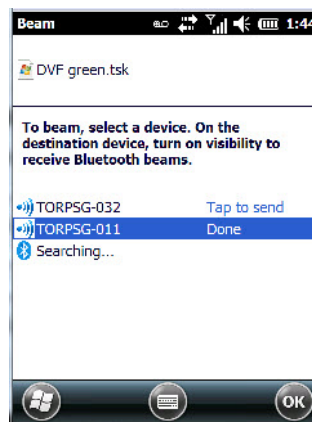 Beam 1:44
DVF green.tsk
To beam, select a device. On the
destination device, turn on visibility to
receive Bluetooth beams.
TORPSG-032 Tap to send
TORPSG-011 Done
Searching...
OK